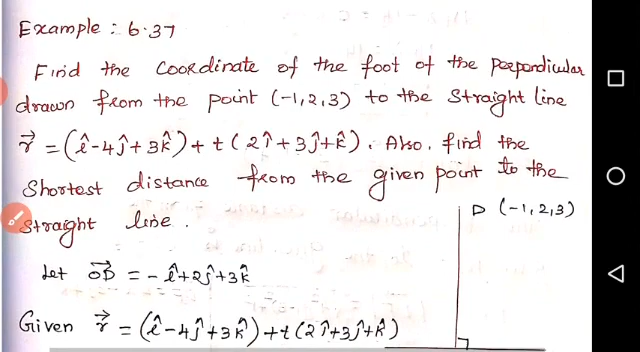 Example : 6.37
Find the coordinate of the foot of the perpendicular
drawn from the point (-1,2,3) to the straight line
r⃗ = (î-4ĵ+3k̂) + t(2î+3ĵ+k̂). Also, find the
shortest distance from the given point to the
straight line.
D (-1,2,3)
Let OD⃗ = -î+2ĵ+3k̂
Given r⃗ = (î-4ĵ+3k̂)+t(2î+3ĵ+k̂)